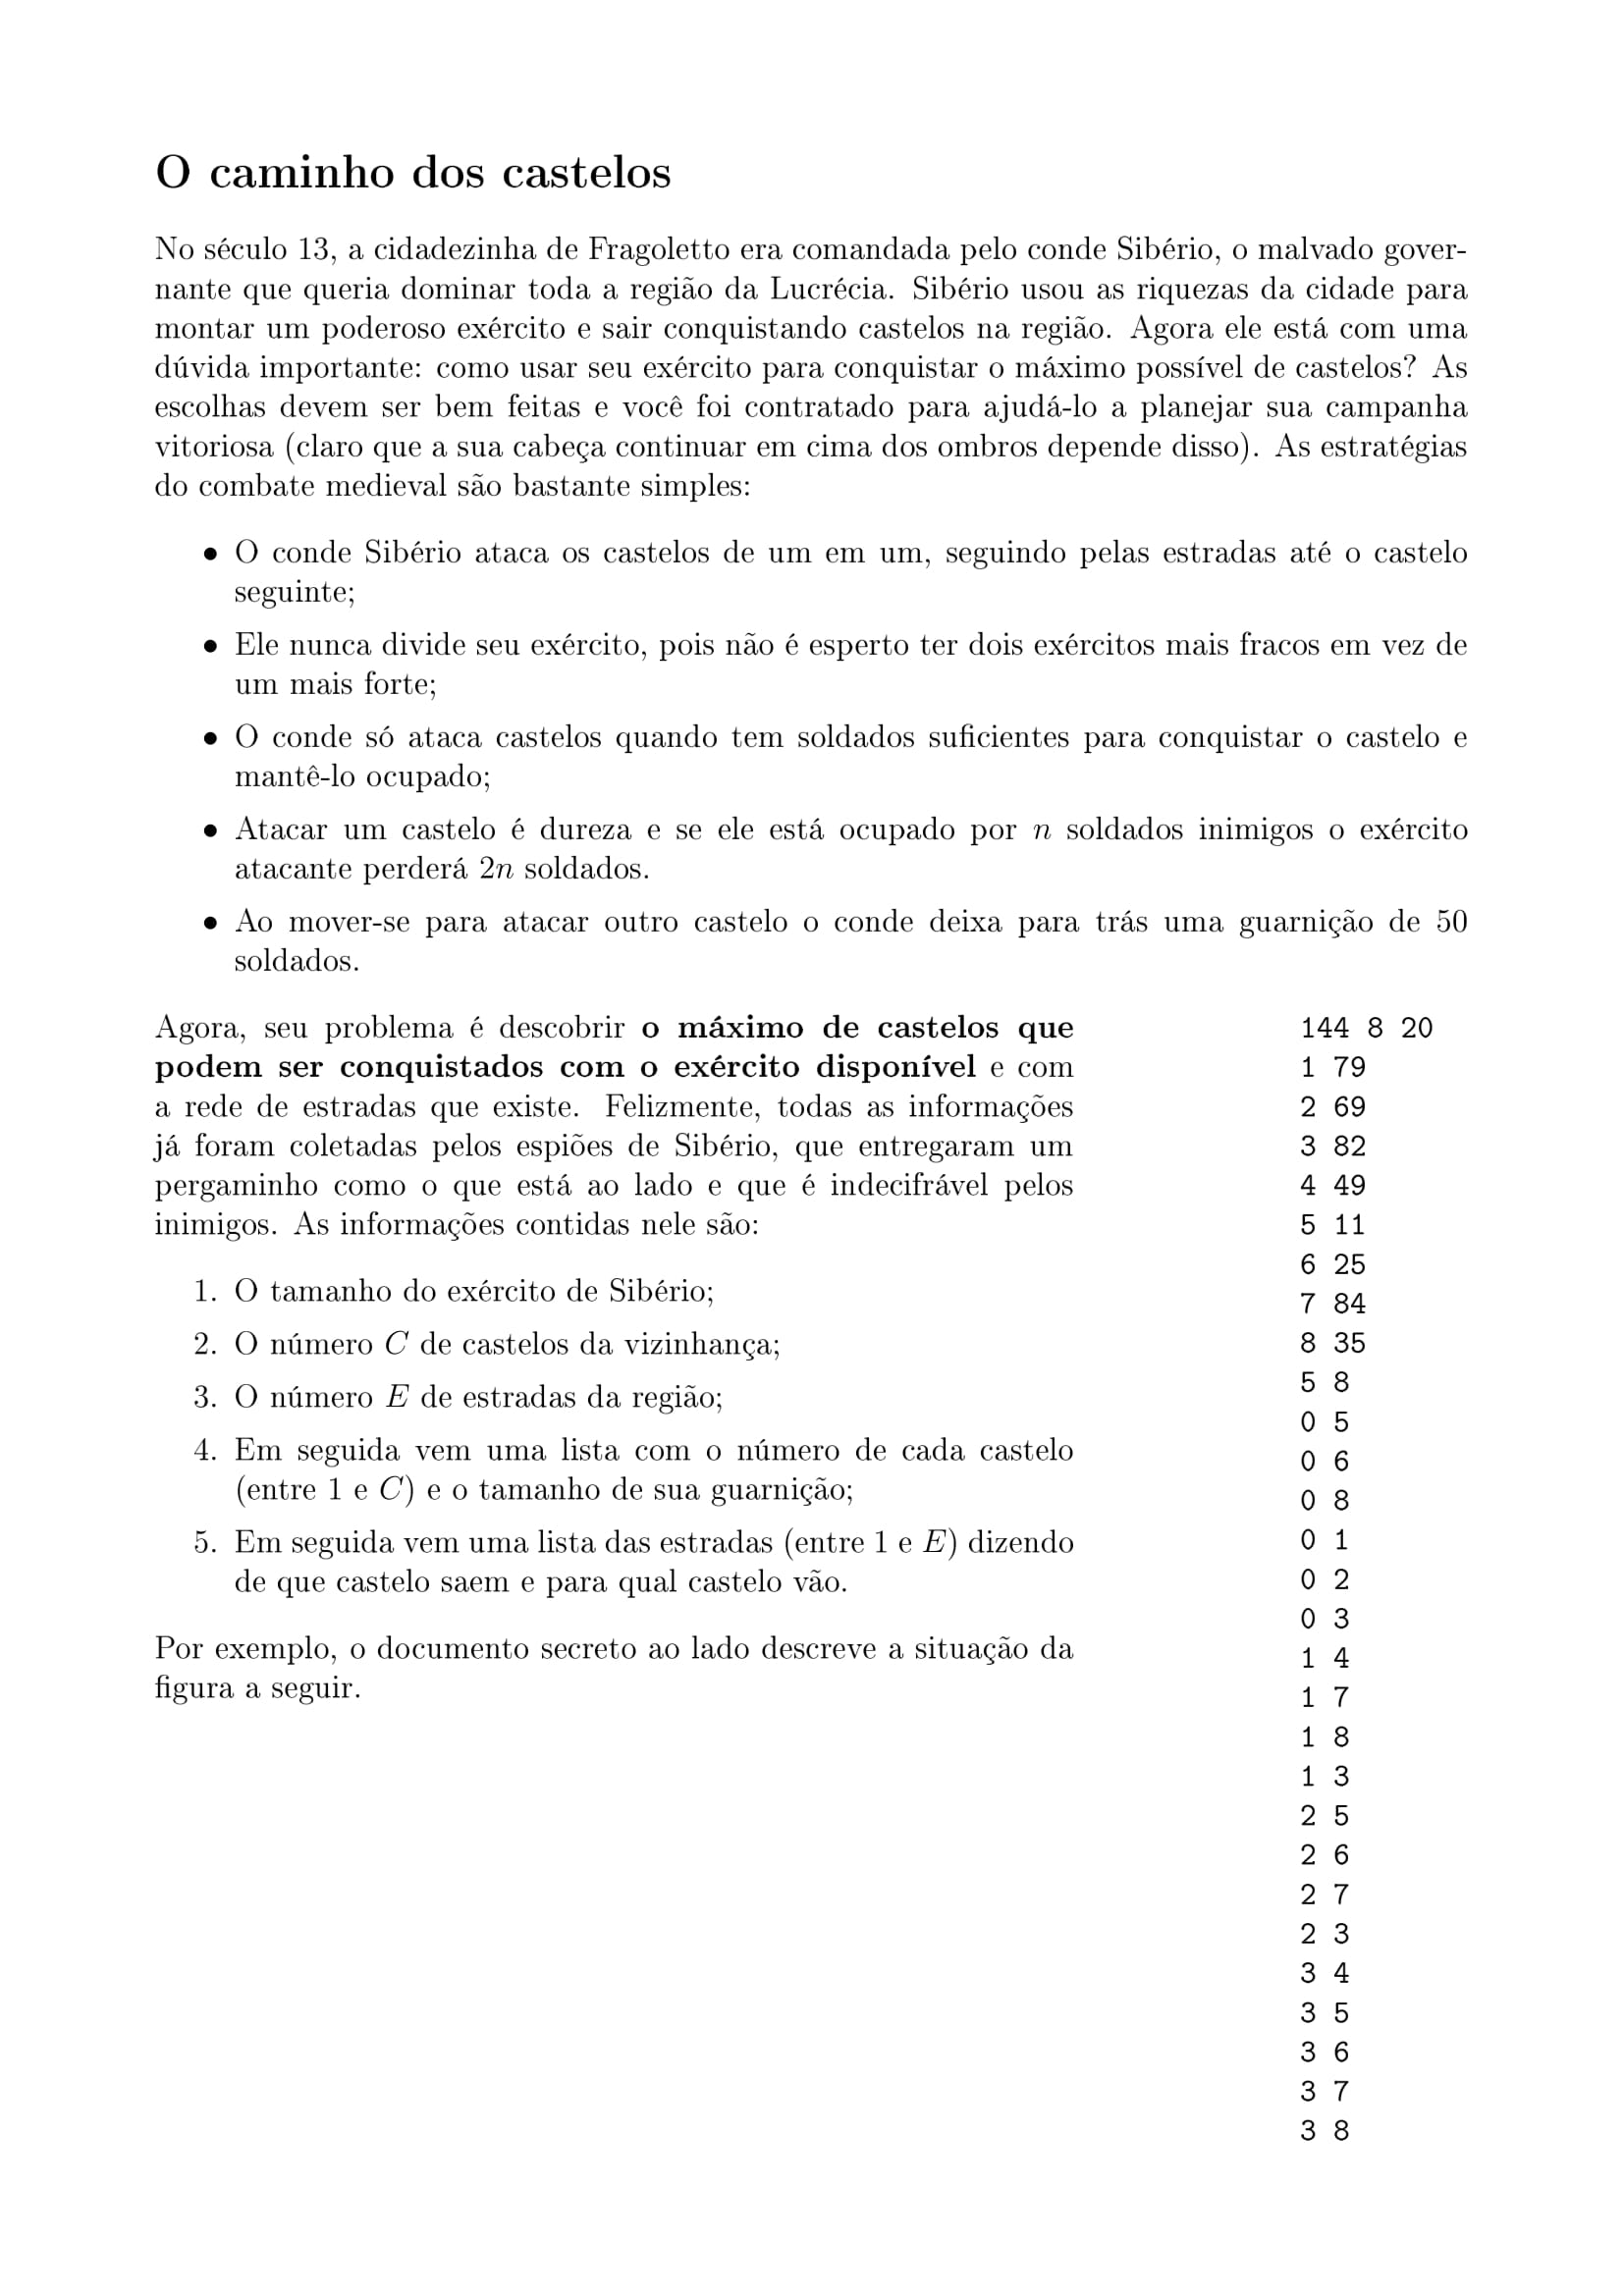 O caminho dos castelos
No século 13, a cidadezinha de Fragoletto era comandada pelo conde Sibério, o malvado gover-
nante que queria dominar toda a região da Lucrécia. Sibério usou as riquezas da cidade para
montar um poderoso exército e sair conquistando castelos na região. Agora ele está com uma
dúvida importante: como usar seu exército para conquistar o máximo possível de castelos? As
escolhas devem ser bem feitas e você foi contratado para ajudá-lo a planejar sua campanha
vitoriosa (claro que a sua cabeça continuar em cima dos ombros depende disso). As estratégias
do combate medieval são bastante simples:
• O conde Sibério ataca os castelos de um em um, seguindo pelas estradas até o castelo
seguinte;
• Ele nunca divide seu exército, pois não é esperto ter dois exércitos mais fracos em vez de
um mais forte;
• O conde só ataca castelos quando tem soldados suficientes para conquistar o castelo e
mantê-lo ocupado;
• Atacar um castelo é dureza e se ele está ocupado por n soldados inimigos o exército
atacante perderá 2n soldados.
• Ao mover-se para atacar outro castelo o conde deixa para trás uma guarnição de 50
soldados.
Agora, seu problema é descobrir o máximo de castelos que
podem ser conquistados com o exército disponível e com
a rede de estradas que existe. Felizmente, todas as informações
já foram coletadas pelos espiões de Sibério, que entregaram um
pergaminho como o que está ao lado e que é indecifrável pelos
inimigos. As informações contidas nele são:
1. O tamanho do exército de Sibério;
2. O número C de castelos da vizinhança;
3. O número E de estradas da região;
4. Em seguida vem uma lista com o número de cada castelo
(entre 1 e C) e o tamanho de sua guarnição;
5. Em seguida vem uma lista das estradas (entre 1 e E) dizendo
de que castelo saem e para qual castelo vão.
Por exemplo, o documento secreto ao lado descreve a situação da
figura a seguir.
144 8 20
1 79
2 69
3 82
4 49
5 11
6 25
7 84
8 35
5 8
0 5
0 6
0 8
0 1
0 2
0 3
1 4
1 7
1 8
1 3
2 5
2 6
2 7
2 3
3 4
3 5
3 6
3 7
3 8